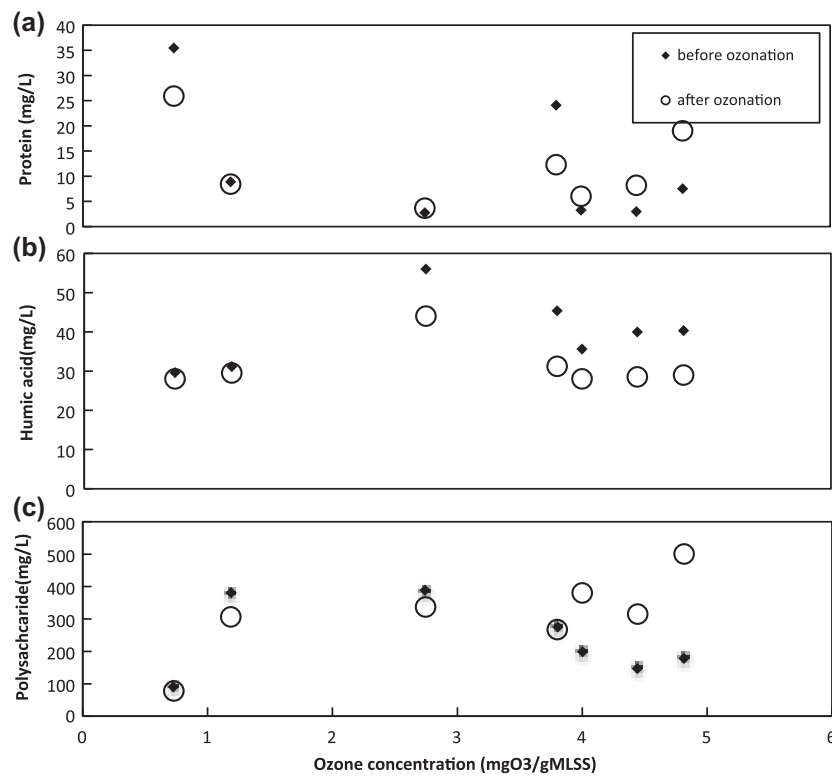 (a)
40
35
30
25
20
15
10
5
0
Protein (mg/L)
before ozonation
after ozonation
(b)
60
50
40
30
20
10
0
Humic acid(mg/L)
(c)
600
500
400
300
200
100
0
Polysachcaride(mg/L)
0 1 2 3 4 5 6
Ozone concentration (mgO3/gMLSS)